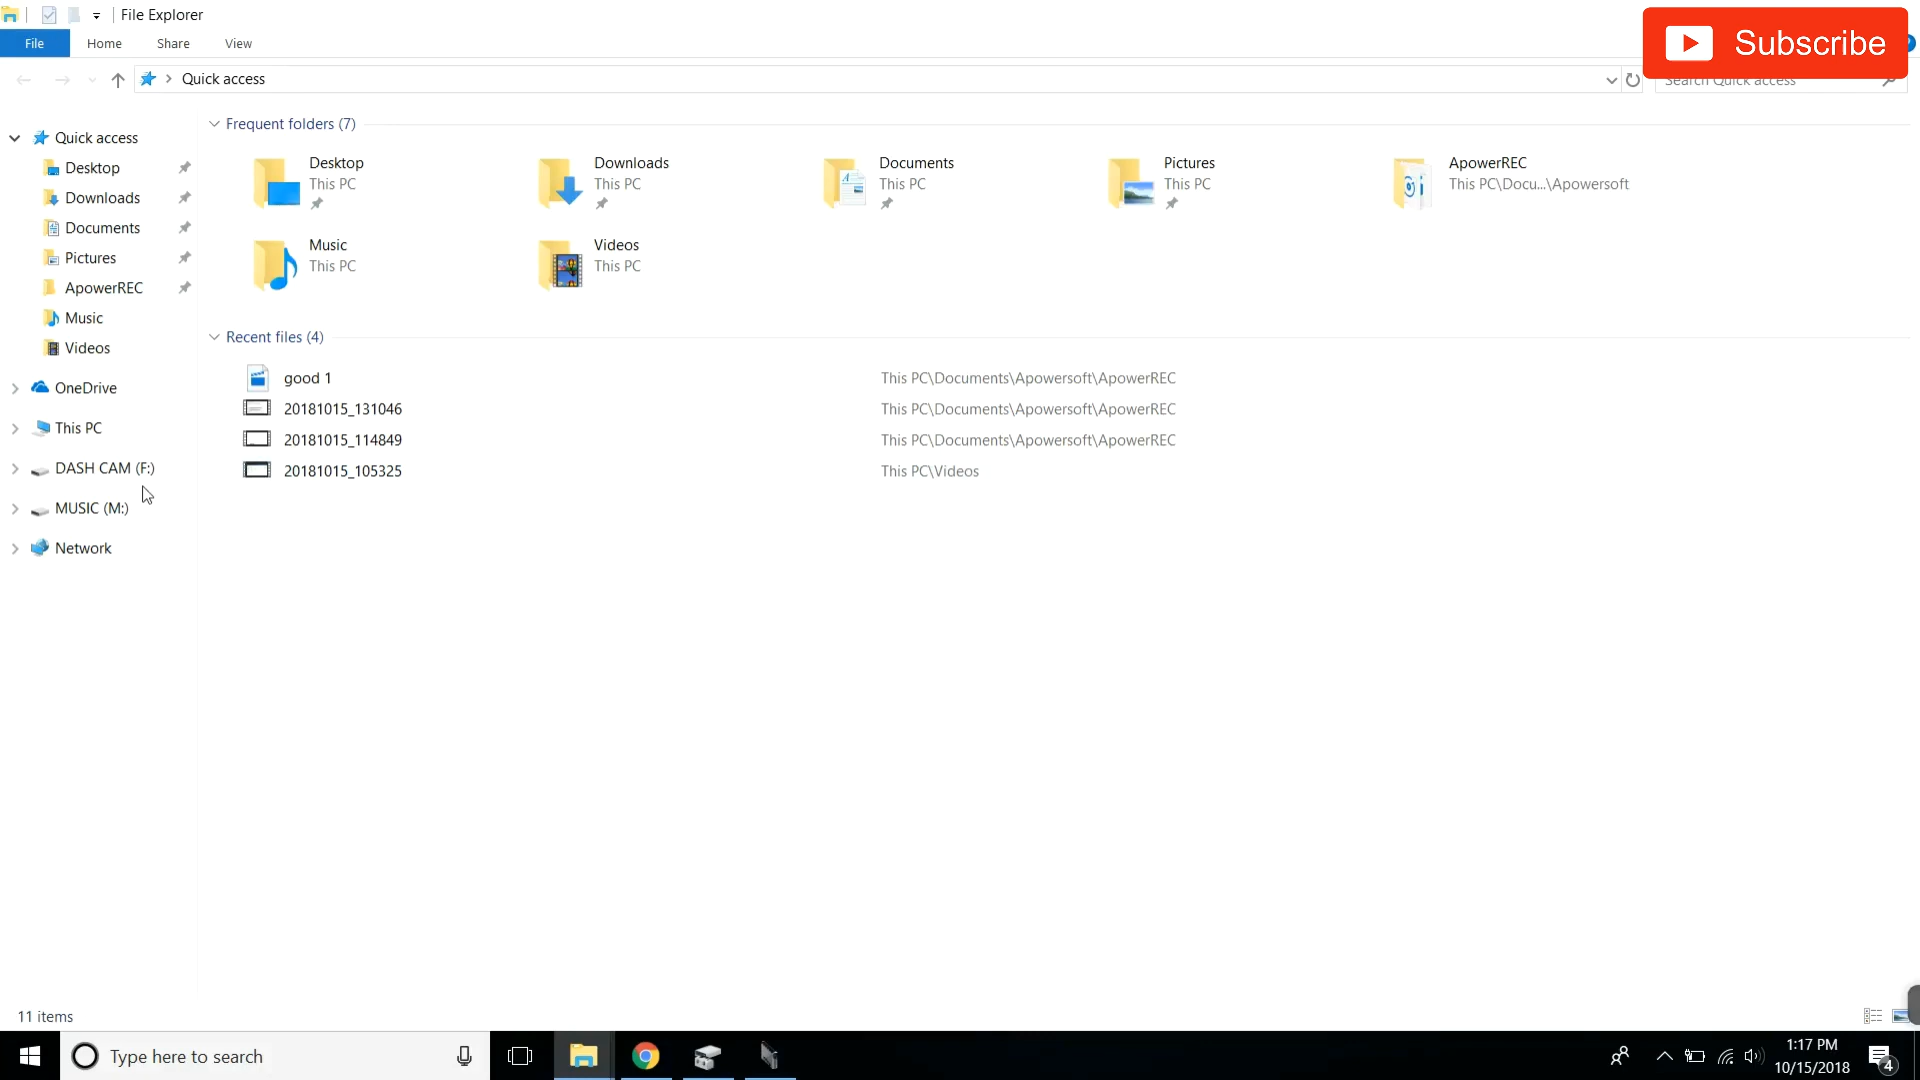 File Explorer
File Home Share View
Subscribe
Quick access
Search Quick access
Quick access
Desktop
Downloads
Documents
Pictures
ApowerREC
Music
Videos
OneDrive
This PC
DASH CAM (F:)
MUSIC (M:)
Network
Frequent folders (7)
Desktop
This PC
Downloads
This PC
Documents
This PC
Pictures
This PC
ApowerREC
This PC\Docu...\Apowersoft
Music
This PC
Videos
This PC
Recent files (4)
good 1 This PC\Documents\Apowersoft\ApowerREC
20181015_131046 This PC\Documents\Apowersoft\ApowerREC
20181015_114849 This PC\Documents\Apowersoft\ApowerREC
20181015_105325 This PC\Videos
11 items
Type here to search
1:17 PM
10/15/2018
4